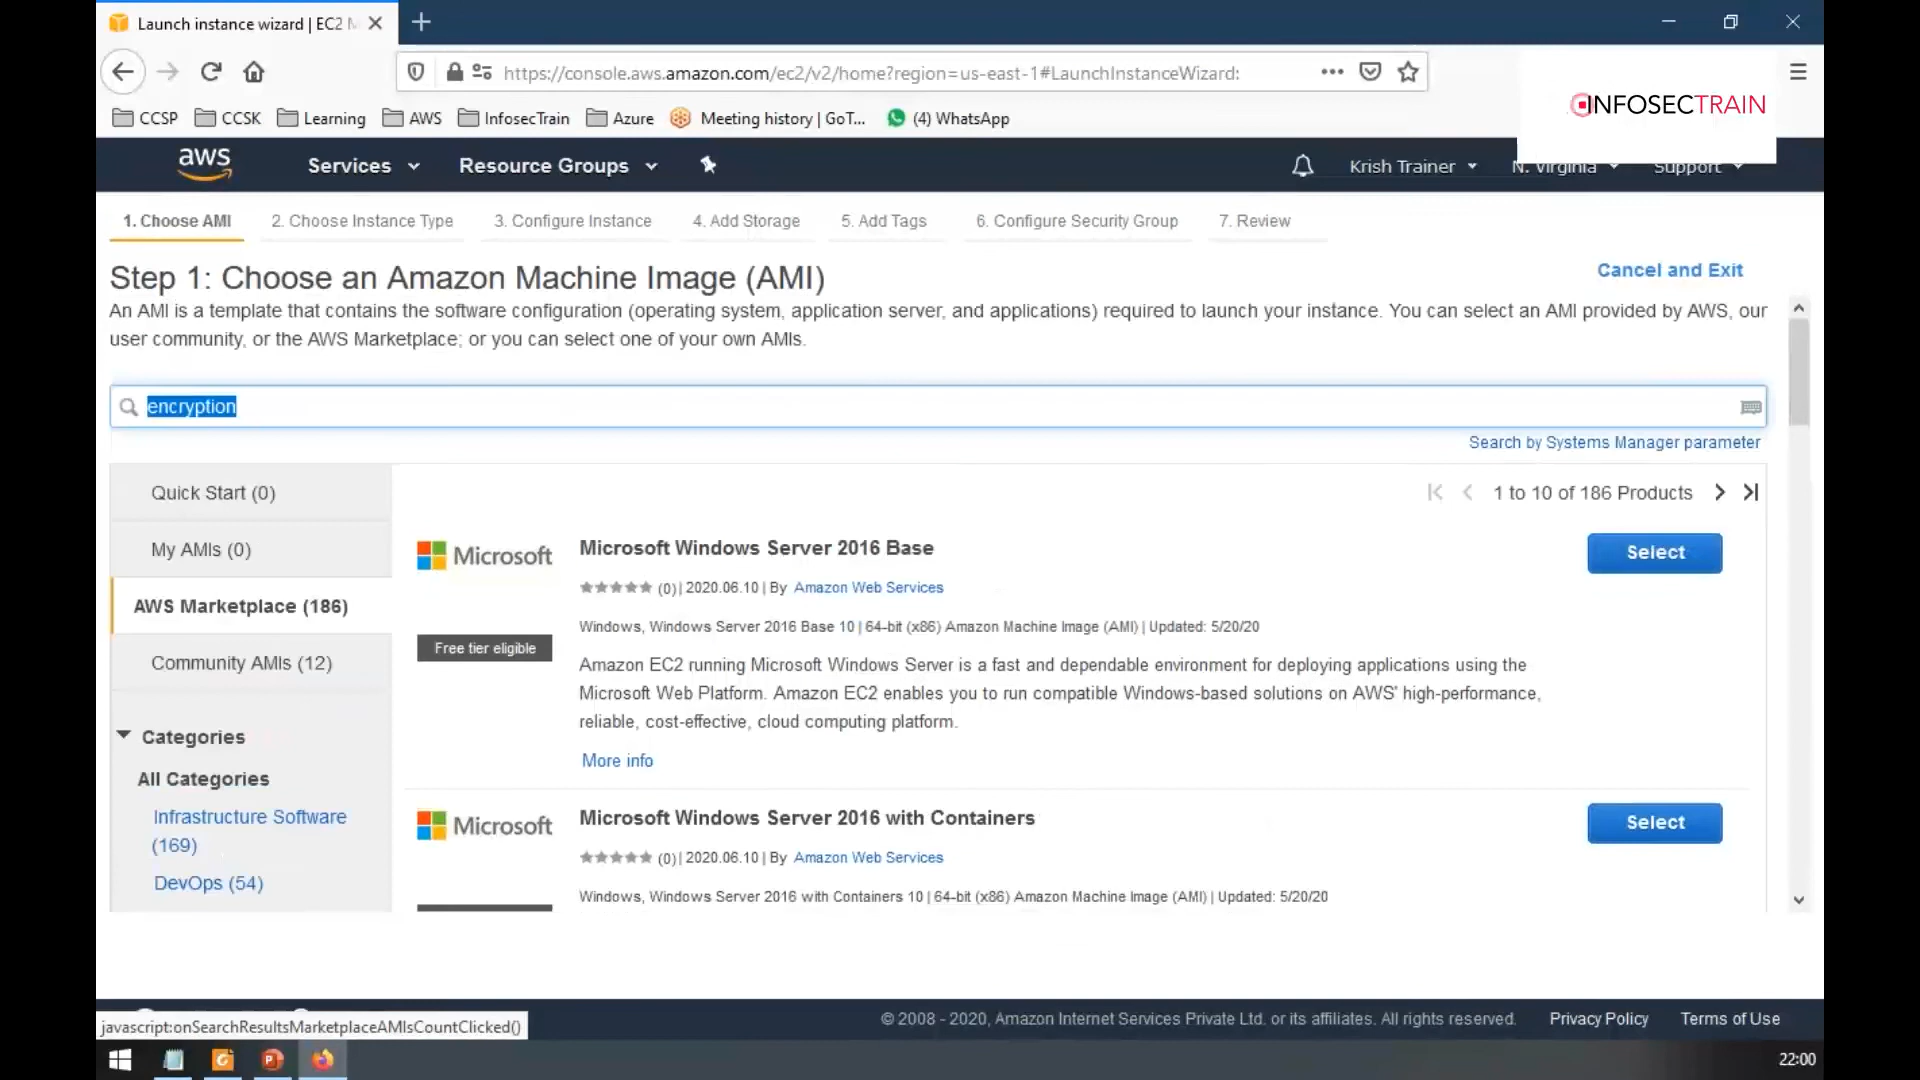 Launch instance wizard | EC2 M
https://console.aws.amazon.com/ec2/v2/home?region=us-east-1#LaunchInstanceWizard:
CCSP CCSK Learning AWS InfosecTrain Azure Meeting history | GoT... (4) WhatsApp
INFOSECTRAIN
aws Services Resource Groups Krish Trainer N. Virginia Support
1. Choose AMI 2. Choose Instance Type 3. Configure Instance 4. Add Storage 5. Add Tags 6. Configure Security Group 7. Review
Step 1: Choose an Amazon Machine Image (AMI)
Cancel and Exit
An AMI is a template that contains the software configuration (operating system, application server, and applications) required to launch your instance. You can select an AMI provided by AWS, our
user community, or the AWS Marketplace; or you can select one of your own AMIs.
encryption
Search by Systems Manager parameter
Quick Start (0)
My AMIs (0)
AWS Marketplace (186)
Community AMIs (12)
Categories
All Categories
Infrastructure Software
(169)
DevOps (54)
1 to 10 of 186 Products
Microsoft
Microsoft Windows Server 2016 Base
Select
(0) | 2020.06.10 | By Amazon Web Services
Free tier eligible
Windows, Windows Server 2016 Base 10 | 64-bit (x86) Amazon Machine Image (AMI) | Updated: 5/20/20
Amazon EC2 running Microsoft Windows Server is a fast and dependable environment for deploying applications using the
Microsoft Web Platform. Amazon EC2 enables you to run compatible Windows-based solutions on AWS' high-performance,
reliable, cost-effective, cloud computing platform.
More info
Microsoft
Microsoft Windows Server 2016 with Containers
Select
(0) | 2020.06.10 | By Amazon Web Services
Windows, Windows Server 2016 with Containers 10 | 64-bit (x86) Amazon Machine Image (AMI) | Updated: 5/20/20
javascript:onSearchResultsMarketplaceAMIsCountClicked()
© 2008 - 2020, Amazon Internet Services Private Ltd. or its affiliates. All rights reserved. Privacy Policy Terms of Use
22:00